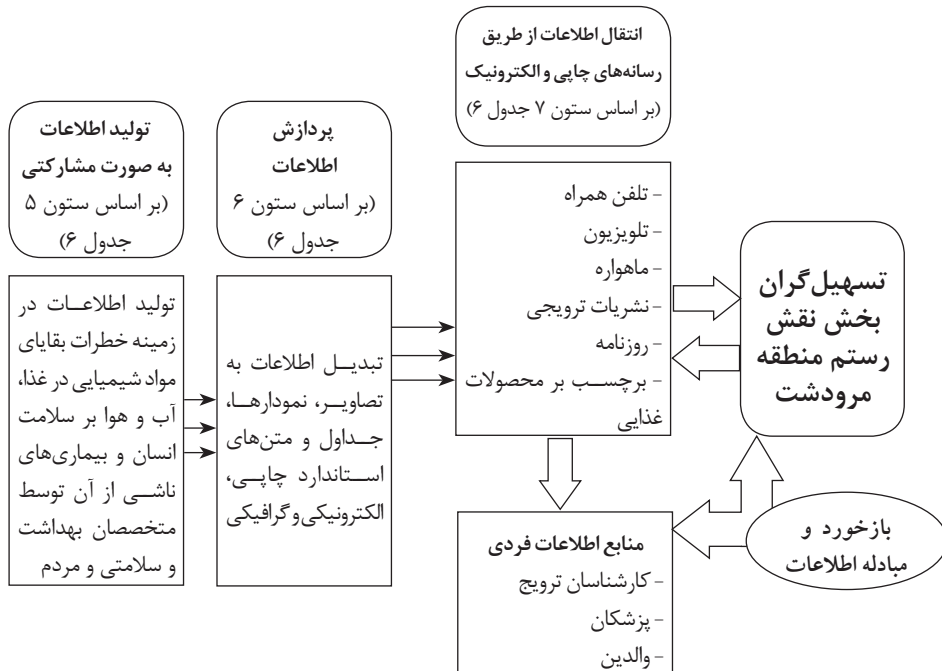 انتقال اطلاعات از طریق
رسانه‌های چاپی و الکترونیک
(بر اساس ستون ۷ جدول ۶)
تولید اطلاعات
به صورت مشارکتی
(بر اساس ستون ۵
جدول ۶)
پردازش
اطلاعات
(بر اساس ستون ۶
جدول ۶)
تولید اطلاعات در
زمینه خطرات بقایای
مواد شیمیایی در غذا،
آب و هوا بر سلامت
انسان و بیماری‌های
ناشی از آن توسط
متخصصان بهداشت
و سلامتی و مردم
تبدیل اطلاعات به
تصاویر، نمودارها،
جداول و متن‌های
استاندارد چاپی،
الکترونیکی و گرافیکی
- تلفن همراه
- تلویزیون
- ماهواره
- نشریات ترویجی
- روزنامه
- برچسب بر محصولات
غذایی
تسهیل‌گران
بخش نقش
رستم منطقه
مرودشت
منابع اطلاعات فردی
- کارشناسان ترویج
- پزشکان
- والدین
بازخورد و
مبادله اطلاعات